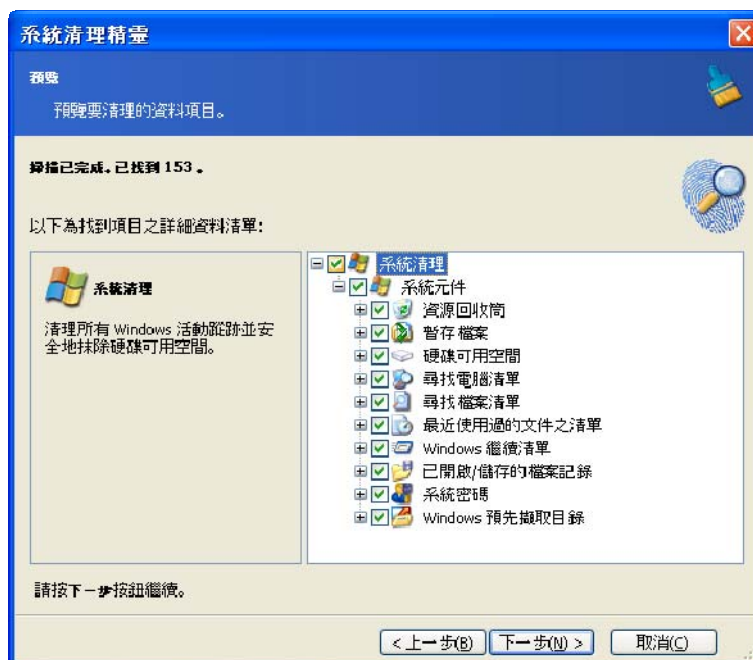 系統清理精靈
預覽
預覽要清理的資料項目。
掃描已完成,已找到 153 。
以下為找到項目之詳細資料清單:
系統清理
清理所有 Windows 活動蹤跡並安
全地抹除硬碟可用空間。
系統清理
系統元件
資源回收筒
暫存檔案
硬碟可用空間
尋找電腦清單
尋找檔案清單
最近使用過的文件之清單
Windows 繼續清單
已開啟/儲存的檔案記錄
系統密碼
Windows 預先擷取目錄
請按下一步按鈕繼續。
< 上一步(B)
下一步(N) >
取消(C)